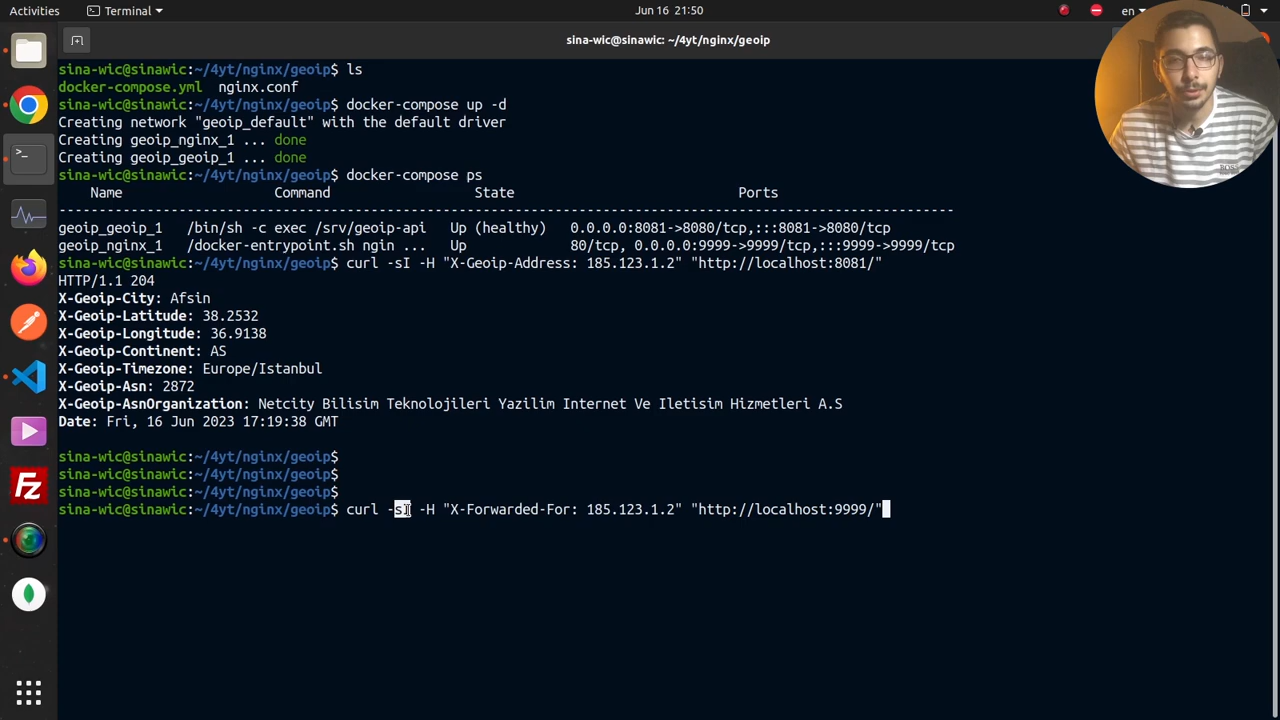 Activities
Terminal
Jun 16 21:50
en
sina-wic@sinawic: ~/4yt/nginx/geoip
sina-wic@sinawic:~/4yt/nginx/geoip$ ls
docker-compose.yml nginx.conf
sina-wic@sinawic:~/4yt/nginx/geoip$ docker-compose up -d
Creating network "geoip_default" with the default driver
Creating geoip_nginx_1 ... done
Creating geoip_geoip_1 ... done
sina-wic@sinawic:~/4yt/nginx/geoip$ docker-compose ps
Name Command State Ports
-----------------------------------------------------------------------------------------------------------------
geoip_geoip_1 /bin/sh -c exec /srv/geoip-api Up (healthy) 0.0.0.0:8081->8080/tcp,:::8081->8080/tcp
geoip_nginx_1 /docker-entrypoint.sh ngin ... Up 80/tcp, 0.0.0.0:9999->9999/tcp,:::9999->9999/tcp
sina-wic@sinawic:~/4yt/nginx/geoip$ curl -sI -H "X-Geoip-Address: 185.123.1.2" "http://localhost:8081/"
HTTP/1.1 204
X-Geoip-City: Afsin
X-Geoip-Latitude: 38.2532
X-Geoip-Longitude: 36.9138
X-Geoip-Continent: AS
X-Geoip-Timezone: Europe/Istanbul
X-Geoip-Asn: 2872
X-Geoip-AsnOrganization: Netcity Bilisim Teknolojileri Yazilim Internet Ve Iletisim Hizmetleri A.S
Date: Fri, 16 Jun 2023 17:19:38 GMT
sina-wic@sinawic:~/4yt/nginx/geoip$
sina-wic@sinawic:~/4yt/nginx/geoip$
sina-wic@sinawic:~/4yt/nginx/geoip$
sina-wic@sinawic:~/4yt/nginx/geoip$ curl -sI -H "X-Forwarded-For: 185.123.1.2" "http://localhost:9999/"